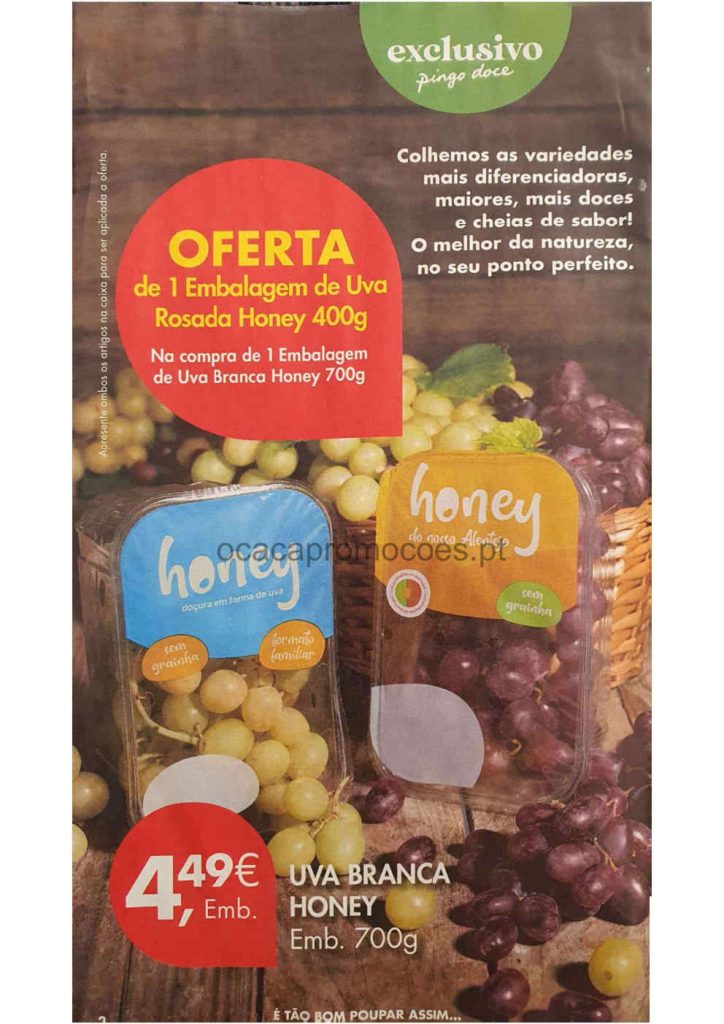 exclusivo
pingo doce
Colhemos as variedades
mais diferenciadoras,
maiores, mais doces
e cheias de sabor!
O melhor da natureza,
no seu ponto perfeito.
Apresente ambos os artigos na caixa para ser aplicada a oferta.
OFERTA
de 1 Embalagem de Uva
Rosada Honey 400g
Na compra de 1 Embalagem
de Uva Branca Honey 700g
honey
do nosso Alentejo
sem
grainha
ocacapromocoes.pt
honey
doçura em forma de uva
sem
grainha
formato
familiar
4,49€
Emb.
UVA BRANCA
HONEY
Emb. 700g
É TÃO BOM POUPAR ASSIM...